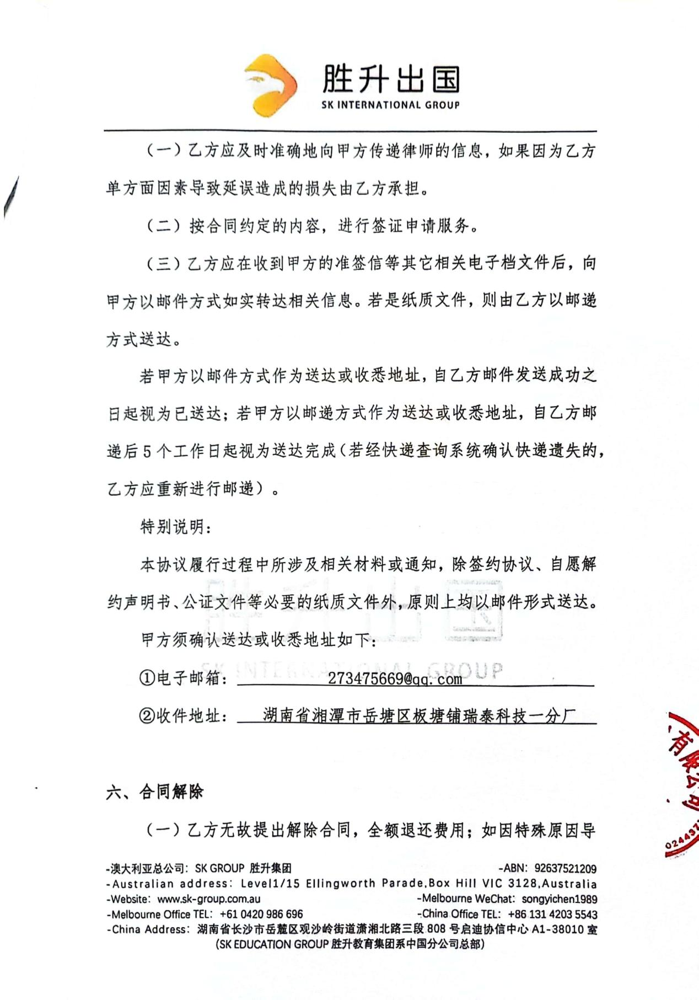 胜升出国
SK INTERNATIONAL GROUP
（一）乙方应及时准确地向甲方传递律师的信息，如果因为乙方
单方面因素导致延误造成的损失由乙方承担。
（二）按合同约定的内容，进行签证申请服务。
（三）乙方应在收到甲方的准签信等其它相关电子档文件后，向
甲方以邮件方式如实转达相关信息。若是纸质文件，则由乙方以邮递
方式送达。
若甲方以邮件方式作为送达或收悉地址，自乙方邮件发送成功之
日起视为已送达；若甲方以邮递方式作为送达或收悉地址，自乙方邮
递后5个工作日起视为送达完成（若经快递查询系统确认快递遗失的，
乙方应重新进行邮递）。
特别说明：
本协议履行过程中所涉及相关材料或通知，除签约协议、自愿解
约声明书、公证文件等必要的纸质文件外，原则上均以邮件形式送达。
胜升出国
甲方须确认送达或收悉地址如下：
SK INTERNATIONAL GROUP
①电子邮箱：273475669@qq.com
②收件地址：湖南省湘潭市岳塘区板塘铺瑞泰科技一分厂
有限公司
024437
六、合同解除
（一）乙方无故提出解除合同，全额退还费用；如因特殊原因导
-澳大利亚总公司：SK GROUP 胜升集团 -ABN：92637521209
-Australian address：Level1/15 Ellingworth Parade,Box Hill VIC 3128,Australia
-Website：www.sk-group.com.au -Melbourne WeChat：songyichen1989
-Melbourne Office TEL：+61 0420 986 696 -China Office TEL：+86 131 4203 5543
-China Address：湖南省长沙市岳麓区观沙岭街道潇湘北路三段 808 号启迪协信中心 A1-38010 室
(SK EDUCATION GROUP 胜升教育集团系中国分公司总部)